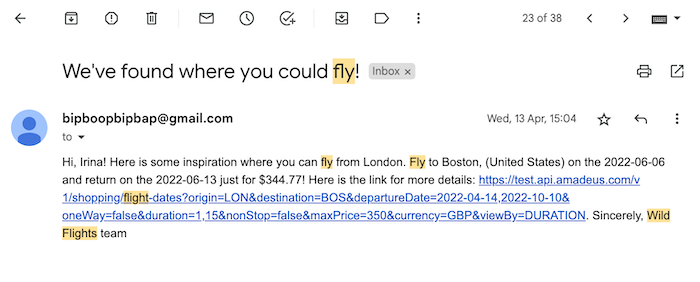 23 of 38
We've found where you could fly!
Inbox ×
bipboopbipbap@gmail.com
Wed, 13 Apr, 15:04
to
Hi, Irina! Here is some inspiration where you can fly from London. Fly to Boston, (United States) on the 2022-06-06
and return on the 2022-06-13 just for $344.77! Here is the link for more details: https://test.api.amadeus.com/v
1/shopping/flight-dates?origin=LON&destination=BOS&departureDate=2022-04-14,2022-10-10&
oneWay=false&duration=1,15&nonStop=false&maxPrice=350&currency=GBP&viewBy=DURATION. Sincerely, Wild
Flights team